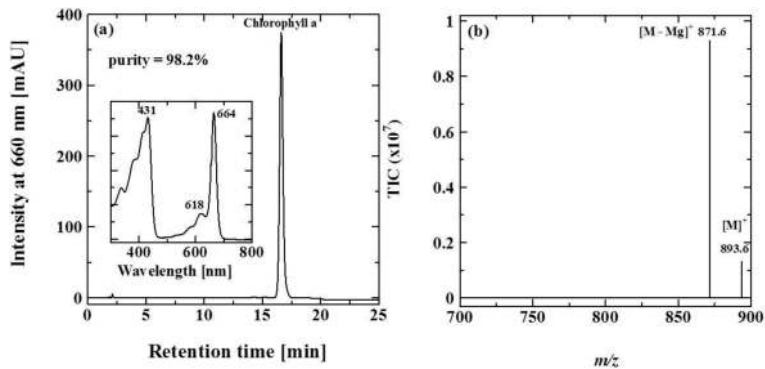 (a)
Chlorophyll a
purity = 98.2%
400
300
200
100
0
Intensity at 660 nm [mAU]
431
664
618
400
600
800
Wavelength [nm]
0
5
10
15
20
25
Retention time [min]
(b)
[M - Mg]+ 871.6
[M]+
893.6
1
0.8
0.6
0.4
0.2
0
TIC (x10⁷)
700
750
800
850
900
m/z